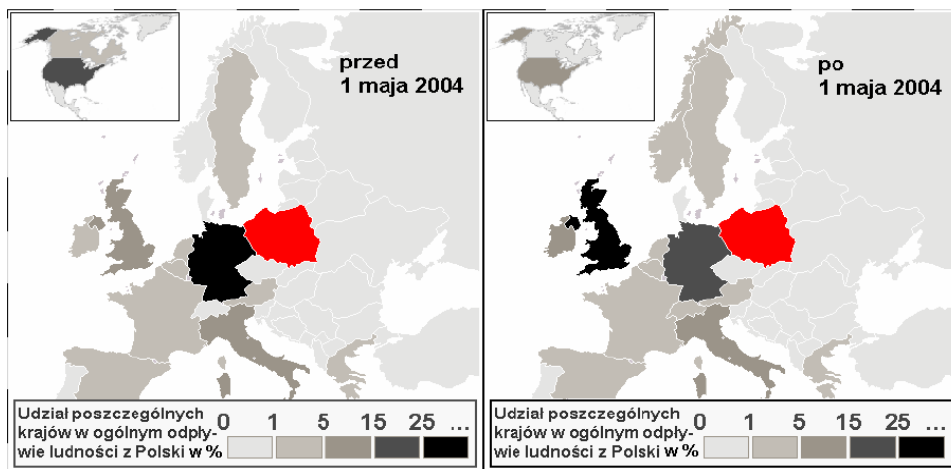 przed
1 maja 2004
Udział poszczególnych
krajów w ogólnym odpły-
wie ludności z Polski w %
0 1 5 15 25 ...
po
1 maja 2004
Udział poszczególnych
krajów w ogólnym odpły-
wie ludności z Polski w %
0 1 5 15 25 ...